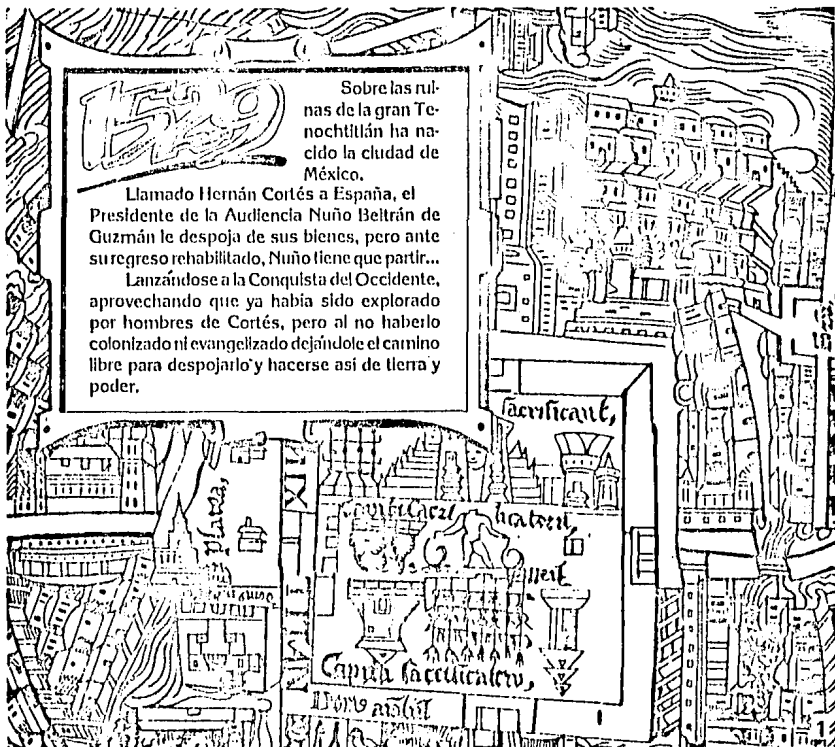 1529
Sobre las rui-
nas de la gran Te-
nochtitlán ha na-
cido la ciudad de
México.
Llamado Hernán Cortés a España, el
Presidente de la Audiencia Nuño Beltrán de
Guzmán le despoja de sus bienes, pero ante
su regreso rehabilitado, Nuño tiene que partir...
Lanzándose a la Conquista del Occidente,
aprovechando que ya había sido explorado
por hombres de Cortés, pero al no haberlo
colonizado ni evangelizado dejándole el camino
libre para despojarlo y hacerse así de tierra y
poder.
sacrificant,
Platea,
Capita sacrificatorum,
1